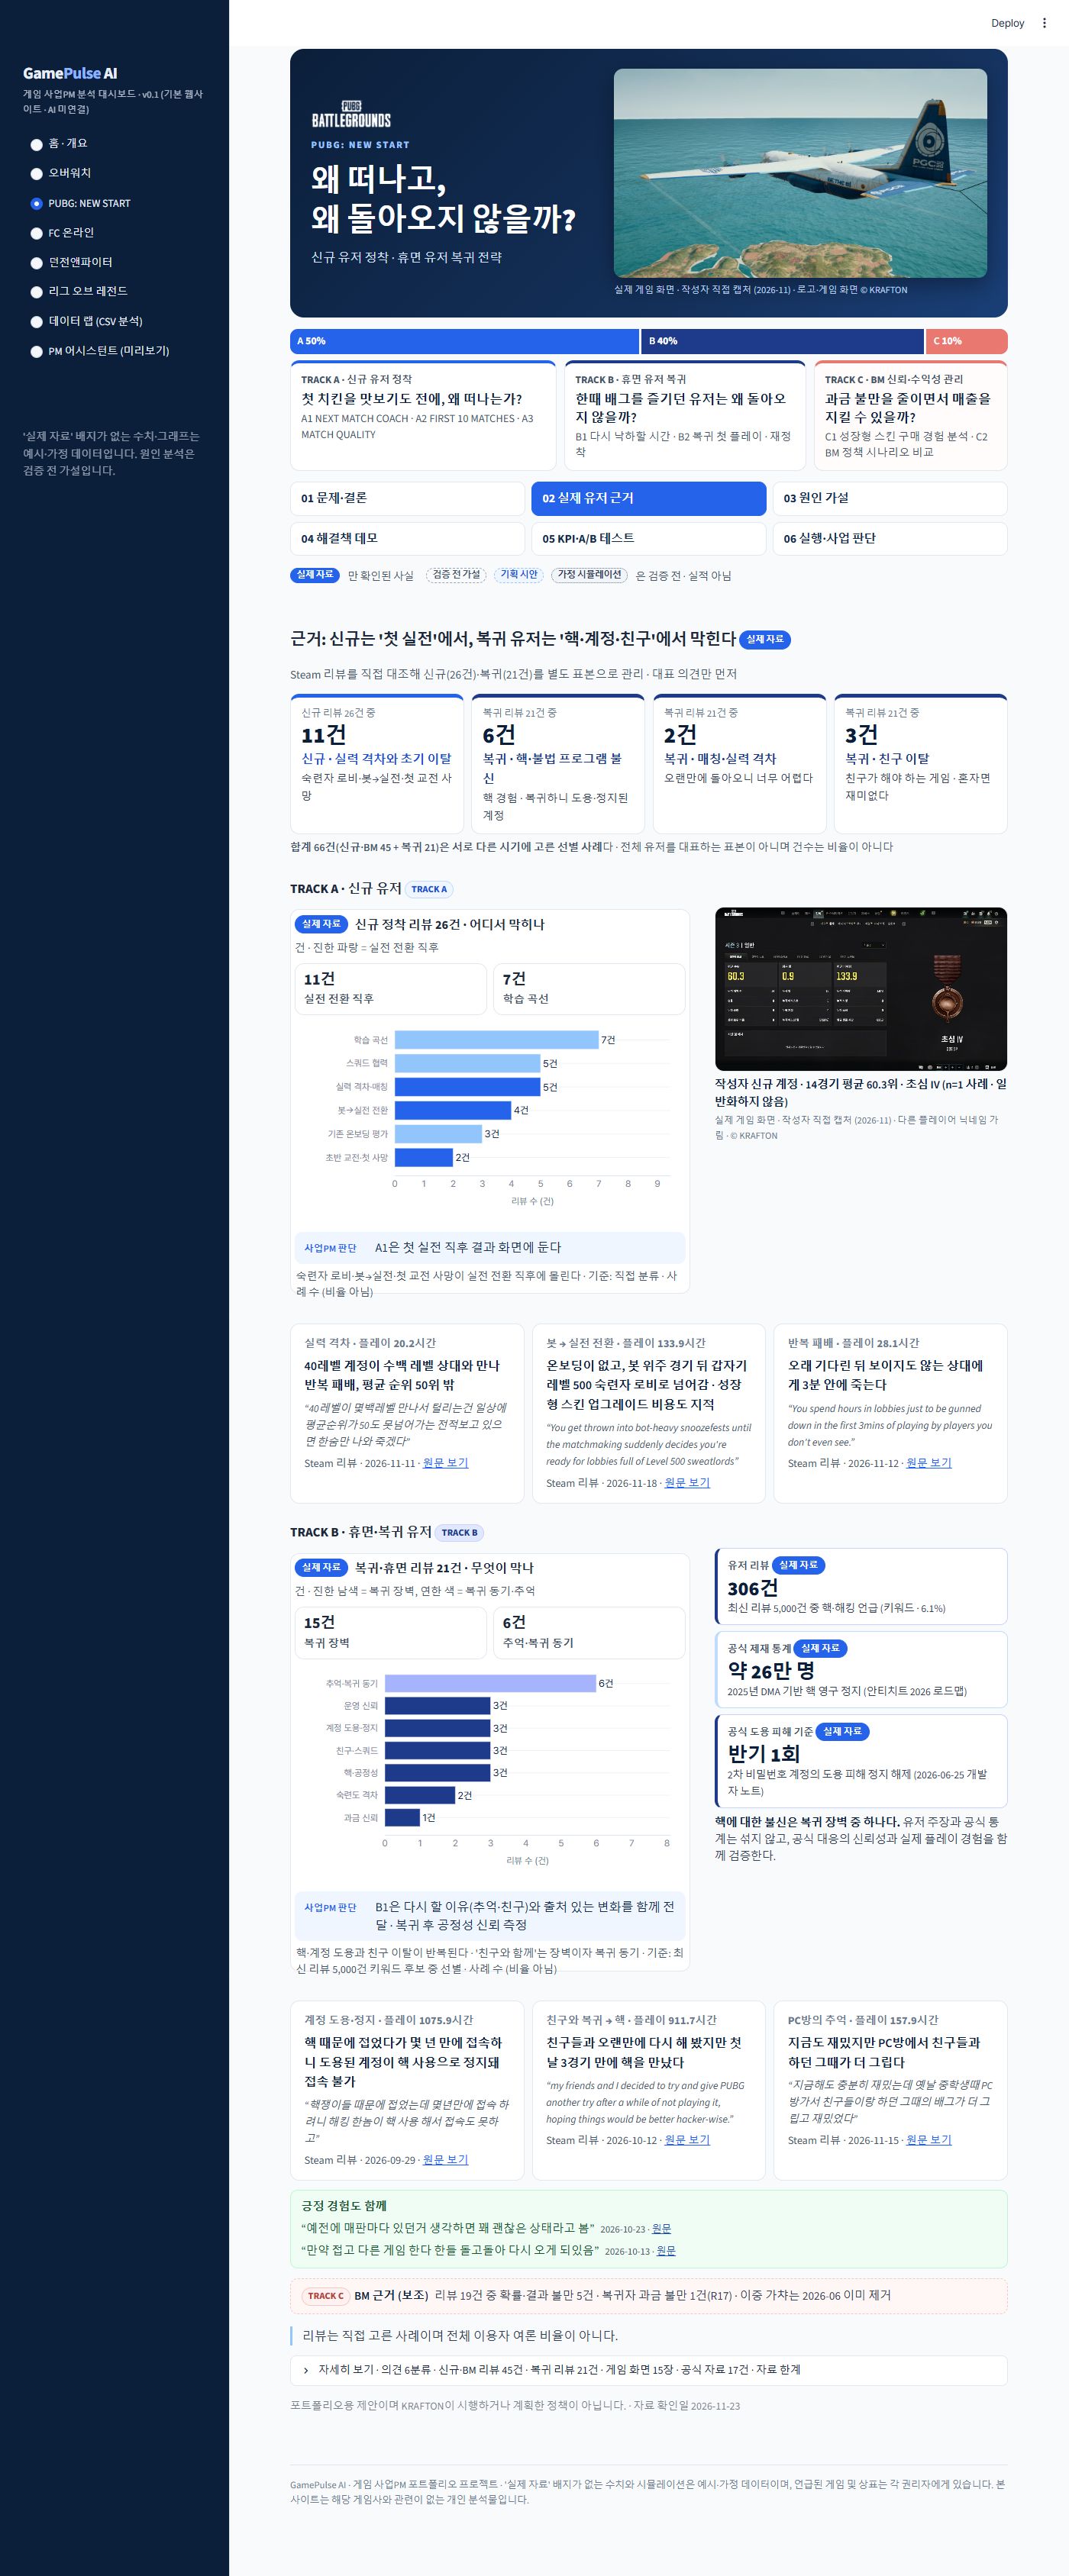 Deploy
GamePulse AI
게임 사업PM 분석 대시보드 · v0.1 (기본 웹사
이트 · AI 미연결)
홈 · 개요
오버워치
PUBG: NEW START
FC 온라인
던전앤파이터
리그 오브 레전드
데이터 랩 (CSV 분석)
PM 어시스턴트 (미리보기)
'실제 자료' 배지가 없는 수치·그래프는
예시·가정 데이터입니다. 원인 분석은
검증 전 가설입니다.
PUBG
BATTLEGROUNDS
PUBG: NEW START
왜 떠나고,
왜 돌아오지 않을까?
신규 유저 정착 · 휴면 유저 복귀 전략
실제 게임 화면 · 작성자 직접 캡처 (2026-11) · 로고·게임 화면 © KRAFTON
A 50%
B 40%
C 10%
TRACK A · 신규 유저 정착
첫 치킨을 맛보기도 전에, 왜 떠나는가?
A1 NEXT MATCH COACH · A2 FIRST 10 MATCHES · A3
MATCH QUALITY
TRACK B · 휴면 유저 복귀
한때 배그를 즐기던 유저는 왜 돌아오
지 않을까?
B1 다시 낙하할 시간 · B2 복귀 첫 플레이 · 재정
착
TRACK C · BM 신뢰·수익성 관리
과금 불만을 줄이면서 매출을
지킬 수 있을까?
C1 성장형 스킨 구매 경험 분석 · C2
BM 정책 시나리오 비교
01 문제·결론
02 실제 유저 근거
03 원인 가설
04 해결책 데모
05 KPI·A/B 테스트
06 실행·사업 판단
실제 자료 만 확인된 사실 검증 전 가설 기획 시안 가정 시뮬레이션 은 검증 전 · 실적 아님
근거: 신규는 '첫 실전'에서, 복귀 유저는 '핵·계정·친구'에서 막힌다 실제 자료
Steam 리뷰를 직접 대조해 신규(26건)·복귀(21건)를 별도 표본으로 관리 · 대표 의견만 먼저
신규 리뷰 26건 중
11건
신규 · 실력 격차와 초기 이탈
숙련자 로비·봇→실전·첫 교전 사
망
복귀 리뷰 21건 중
6건
복귀 · 핵·불법 프로그램 불
신
핵 경험 · 복귀하니 도용·정지된
계정
복귀 리뷰 21건 중
2건
복귀 · 매칭·실력 격차
오랜만에 돌아오니 너무 어렵다
복귀 리뷰 21건 중
3건
복귀 · 친구 이탈
친구가 해야 하는 게임 · 혼자면
재미없다
합계 66건(신규·BM 45 + 복귀 21)은 서로 다른 시기에 고른 선별 사례다 · 전체 유저를 대표하는 표본이 아니며 건수는 비율이 아니다
TRACK A · 신규 유저 TRACK A
실제 자료 신규 정착 리뷰 26건 · 어디서 막히나
건 · 진한 파랑 = 실전 전환 직후
11건
실전 전환 직후
7건
학습 곡선
학습 곡선 7건
스쿼드 협력 5건
실력 격차·매칭 5건
봇→실전 전환 4건
기존 온보딩 평가 3건
초반 교전·첫 사망 2건
0 1 2 3 4 5 6 7 8 9
리뷰 수 (건)
사업PM 판단 A1은 첫 실전 직후 결과 화면에 둔다
숙련자 로비·봇→실전·첫 교전 사망이 실전 전환 직후에 몰린다 · 기준: 직접 분류 · 사
례 수 (비율 아님)
60.3
0.9
133.9
초심 IV
작성자 신규 계정 · 14경기 평균 60.3위 · 초심 IV (n=1 사례 · 일
반화하지 않음)
실제 게임 화면 · 작성자 직접 캡처 (2026-11) · 다른 플레이어 닉네임 가
림 · © KRAFTON
실력 격차 · 플레이 20.2시간
40레벨 계정이 수백 레벨 상대와 만나
반복 패배, 평균 순위 50위 밖
“40레벨이 몇백레벨 만나서 털리는건 일상에
평균순위가 50도 못넘어가는 전적보고 있으
면 한숨만 나와 죽겠다”
Steam 리뷰 · 2026-11-11 · 원문 보기
봇 → 실전 전환 · 플레이 133.9시간
온보딩이 없고, 봇 위주 경기 뒤 갑자기
레벨 500 숙련자 로비로 넘어감 · 성장
형 스킨 업그레이드 비용도 지적
“You get thrown into bot-heavy snoozefests until
the matchmaking suddenly decides you're
ready for lobbies full of Level 500 sweatlords”
Steam 리뷰 · 2026-11-18 · 원문 보기
반복 패배 · 플레이 28.1시간
오래 기다린 뒤 보이지도 않는 상대에
게 3분 안에 죽는다
“You spend hours in lobbies just to be gunned
down in the first 3mins of playing by players you
don't even see.”
Steam 리뷰 · 2026-11-12 · 원문 보기
TRACK B · 휴면·복귀 유저 TRACK B
실제 자료 복귀·휴면 리뷰 21건 · 무엇이 막나
건 · 진한 남색 = 복귀 장벽, 연한 색 = 복귀 동기·추억
15건
복귀 장벽
6건
추억·복귀 동기
추억·복귀 동기 6건
운영 신뢰 3건
계정 도용·정지 3건
친구·스쿼드 3건
핵·공정성 3건
숙련도 격차 2건
과금 신뢰 1건
0 1 2 3 4 5 6 7 8
리뷰 수 (건)
사업PM 판단 B1은 다시 할 이유(추억·친구)와 출처 있는 변화를 함께 전
달 · 복귀 후 공정성 신뢰 측정
핵·계정 도용과 친구 이탈이 반복된다 · '친구와 함께'는 장벽이자 복귀 동기 · 기준: 최
신 리뷰 5,000건 키워드 후보 중 선별 · 사례 수 (비율 아님)
유저 리뷰 실제 자료
306건
최신 리뷰 5,000건 중 핵·해킹 언급 (키워드 · 6.1%)
공식 제재 통계 실제 자료
약 26만 명
2025년 DMA 기반 핵 영구 정지 (안티치트 2026 로드맵)
공식 도용 피해 기준 실제 자료
반기 1회
2차 비밀번호 계정의 도용 피해 정지 해제 (2026-06-25 개발
자 노트)
핵에 대한 불신은 복귀 장벽 중 하나다. 유저 주장과 공식 통
계는 섞지 않고, 공식 대응의 신뢰성과 실제 플레이 경험을 함
께 검증한다.
계정 도용·정지 · 플레이 1075.9시간
핵 때문에 접었다가 몇 년 만에 접속하
니 도용된 계정이 핵 사용으로 정지돼
접속 불가
“핵쟁이들 때문에 접었는데 몇년만에 접속 하
려니 해킹 한놈이 핵 사용 해서 접속도 못하
고”
Steam 리뷰 · 2026-09-29 · 원문 보기
친구와 복귀 → 핵 · 플레이 911.7시간
친구들과 오랜만에 다시 해 봤지만 첫
날 3경기 만에 핵을 만났다
“my friends and I decided to try and give PUBG
another try after a while of not playing it,
hoping things would be better hacker-wise.”
Steam 리뷰 · 2026-10-12 · 원문 보기
PC방의 추억 · 플레이 157.9시간
지금도 재밌지만 PC방에서 친구들과
하던 그때가 더 그립다
“지금해도 충분히 재밌는데 옛날 중학생때 PC
방가서 친구들이랑 하던 그때의 배그가 더 그
립고 재밌었다”
Steam 리뷰 · 2026-11-15 · 원문 보기
긍정 경험도 함께
“예전에 매판마다 있던거 생각하면 꽤 괜찮은 상태라고 봄” 2026-10-23 · 원문
“만약 접고 다른 게임 한다 한들 돌고돌아 다시 오게 되있음” 2026-10-13 · 원문
TRACK C BM 근거 (보조) 리뷰 19건 중 확률·결과 불만 5건 · 복귀자 과금 불만 1건(R17) · 이중 가챠는 2026-06 이미 제거
리뷰는 직접 고른 사례이며 전체 이용자 여론 비율이 아니다.
자세히 보기 · 의견 6분류 · 신규·BM 리뷰 45건 · 복귀 리뷰 21건 · 게임 화면 15장 · 공식 자료 17건 · 자료 한계
포트폴리오용 제안이며 KRAFTON이 시행하거나 계획한 정책이 아닙니다. · 자료 확인일 2026-11-23
GamePulse AI · 게임 사업PM 포트폴리오 프로젝트 · '실제 자료' 배지가 없는 수치와 시뮬레이션은 예시·가정 데이터이며, 언급된 게임 및 상표는 각 권리자에게 있습니다. 본
사이트는 해당 게임사와 관련이 없는 개인 분석물입니다.